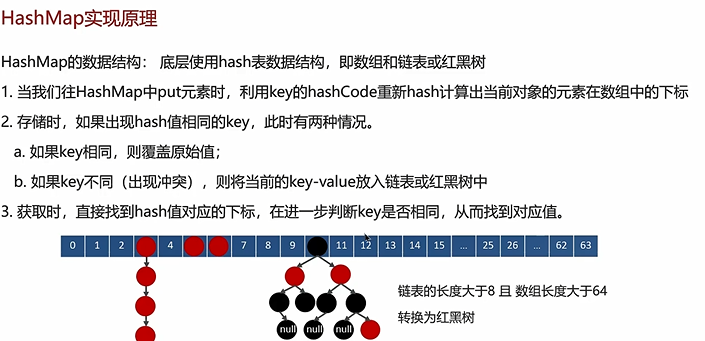 HashMap实现原理
HashMap的数据结构： 底层使用hash表数据结构，即数组和链表或红黑树
1. 当我们往HashMap中put元素时，利用key的hashCode重新hash计算出当前对象的元素在数组中的下标
2. 存储时，如果出现hash值相同的key，此时有两种情况。
a. 如果key相同，则覆盖原始值；
b. 如果key不同（出现冲突），则将当前的key-value放入链表或红黑树中
3. 获取时，直接找到hash值对应的下标，在进一步判断key是否相同，从而找到对应值。
0 1 2 4 7 8 9 11 12 13 14 15 ... 25 26 ... 62 63
链表的长度大于8 且 数组长度大于64
转换为红黑树
null null null